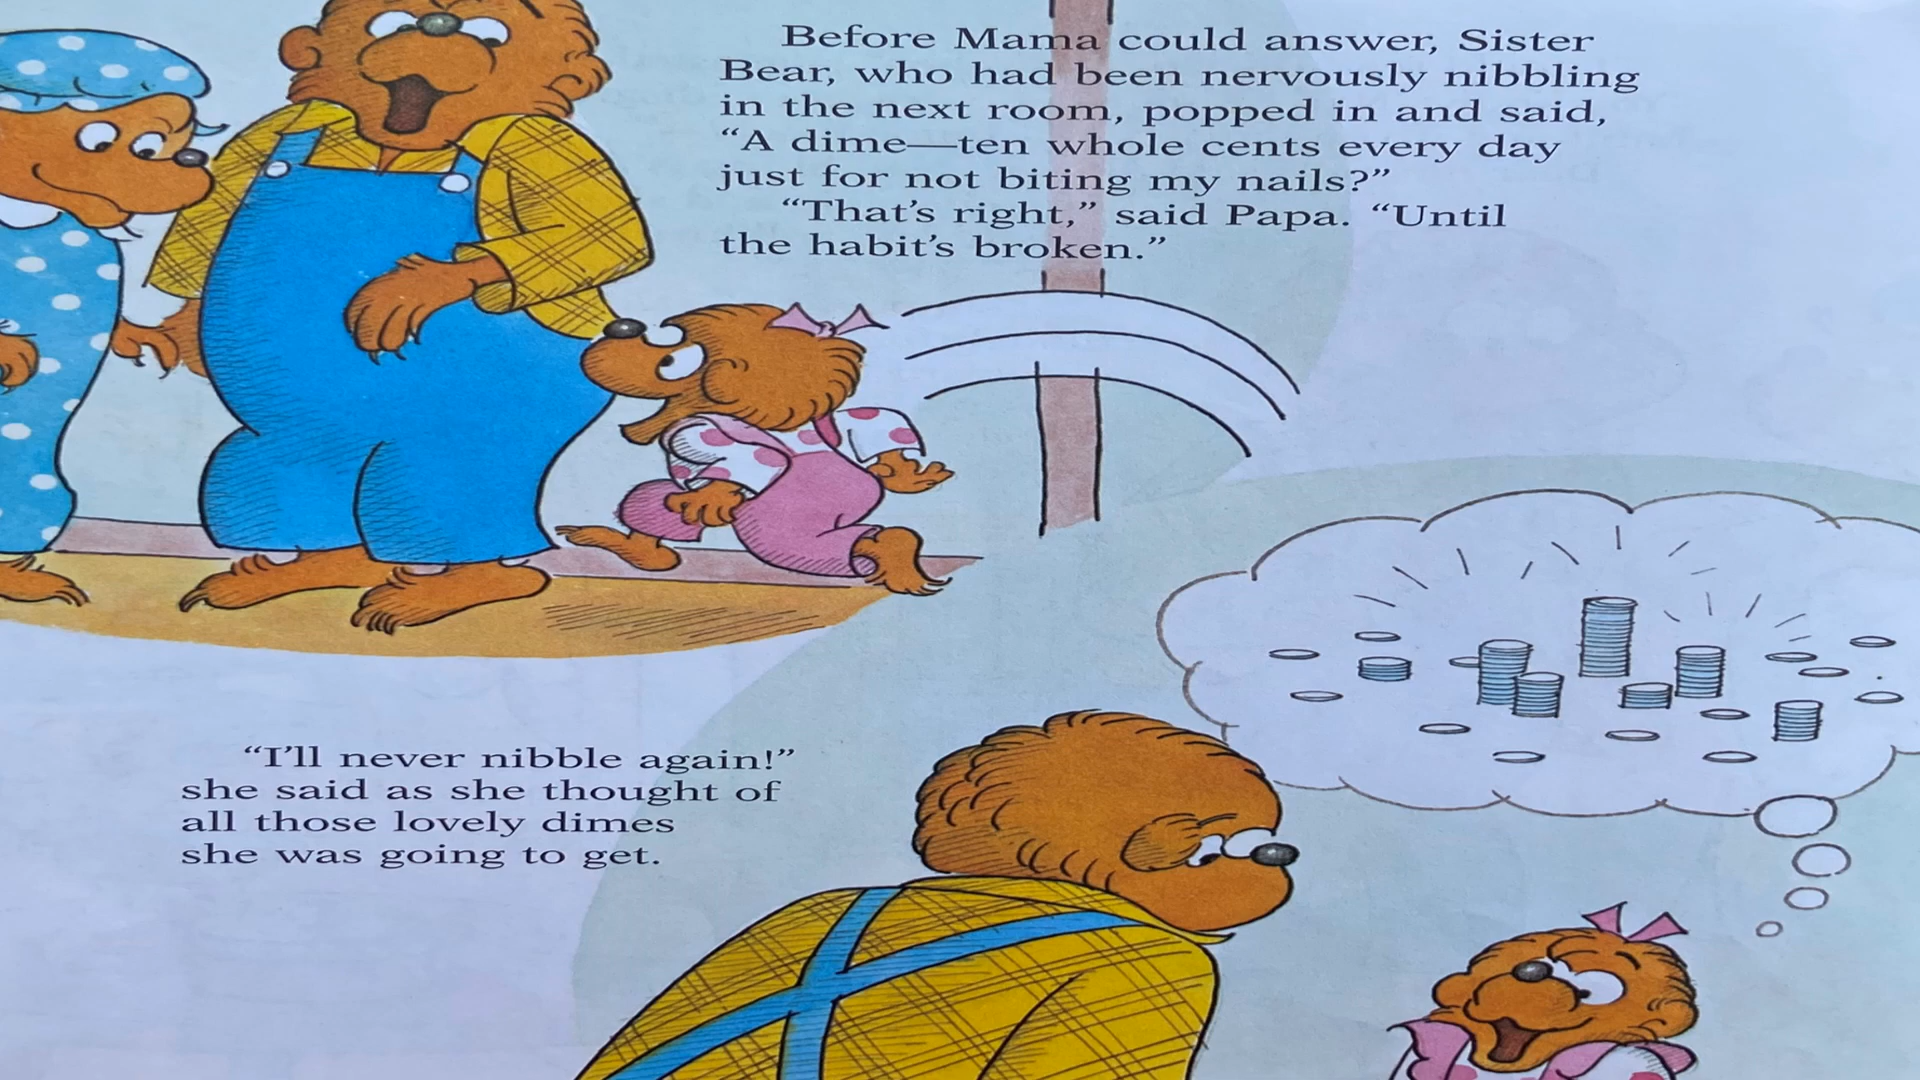 Before Mama could answer, Sister
Bear, who had been nervously nibbling
in the next room, popped in and said,
“A dime—ten whole cents every day
just for not biting my nails?”
“That’s right,” said Papa. “Until
the habit’s broken.”
“I’ll never nibble again!”
she said as she thought of
all those lovely dimes
she was going to get.